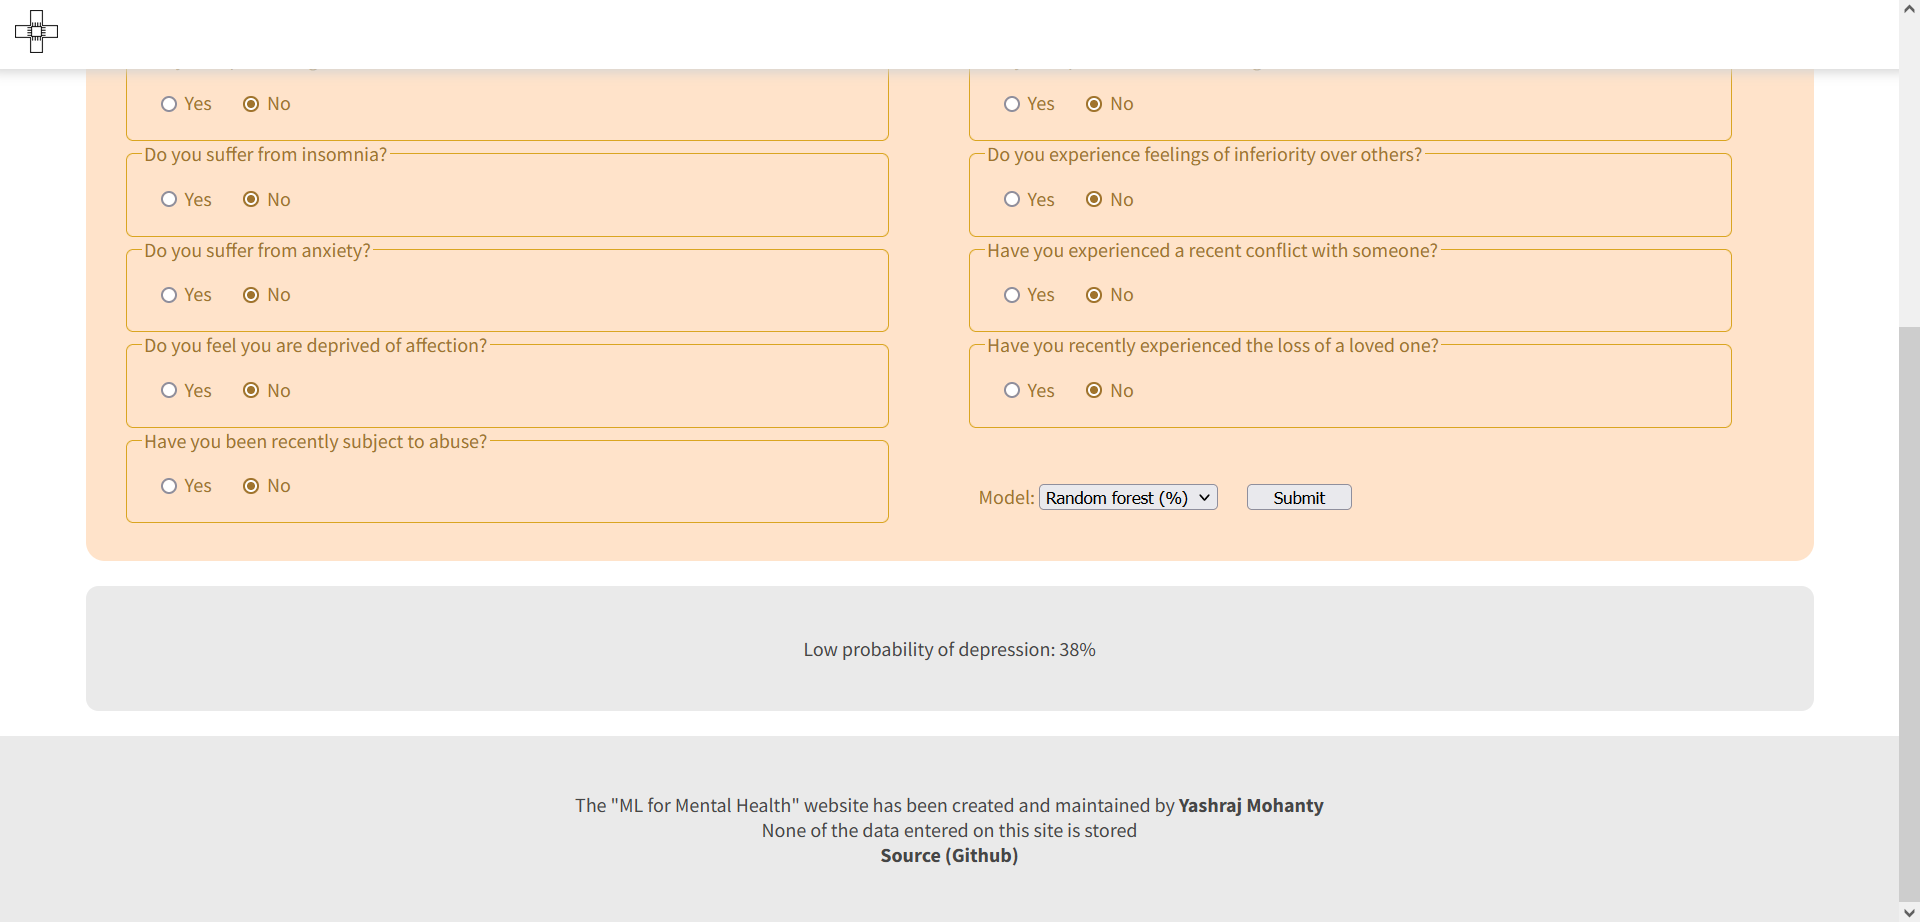 Yes No
Yes No
Do you suffer from insomnia?
Yes No
Do you experience feelings of inferiority over others?
Yes No
Do you suffer from anxiety?
Yes No
Have you experienced a recent conflict with someone?
Yes No
Do you feel you are deprived of affection?
Yes No
Have you recently experienced the loss of a loved one?
Yes No
Have you been recently subject to abuse?
Yes No
Model: Random forest (%) Submit
Low probability of depression: 38%
The "ML for Mental Health" website has been created and maintained by Yashraj Mohanty
None of the data entered on this site is stored
Source (Github)